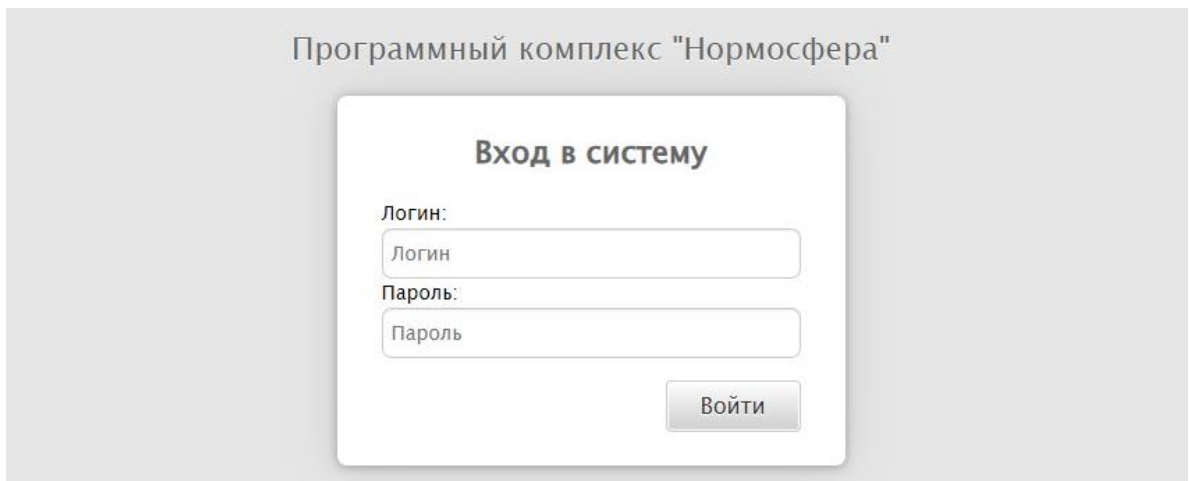 Программный комплекс "Нормосфера"
Вход в систему
Логин:
Логин
Пароль:
Пароль
Войти